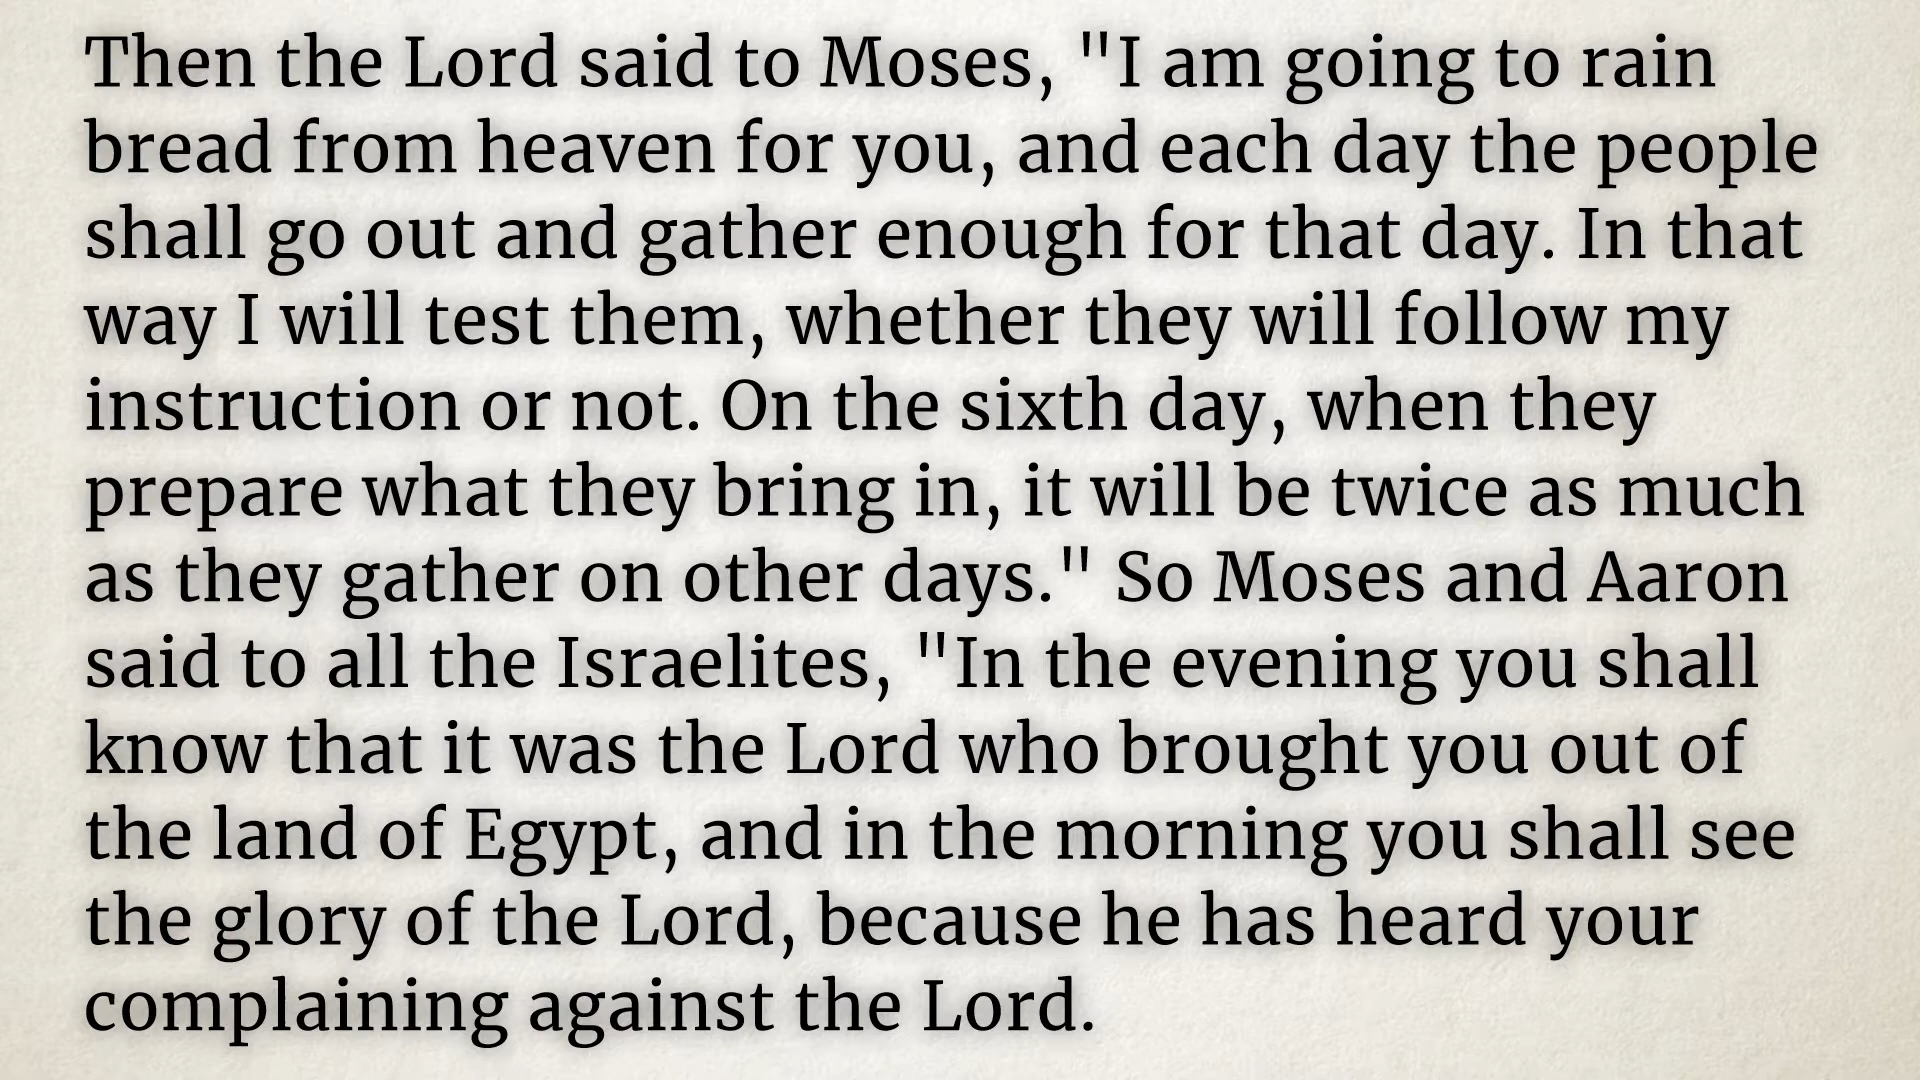 Then the Lord said to Moses, "I am going to rain
bread from heaven for you, and each day the people
shall go out and gather enough for that day. In that
way I will test them, whether they will follow my
instruction or not. On the sixth day, when they
prepare what they bring in, it will be twice as much
as they gather on other days." So Moses and Aaron
said to all the Israelites, "In the evening you shall
know that it was the Lord who brought you out of
the land of Egypt, and in the morning you shall see
the glory of the Lord, because he has heard your
complaining against the Lord.